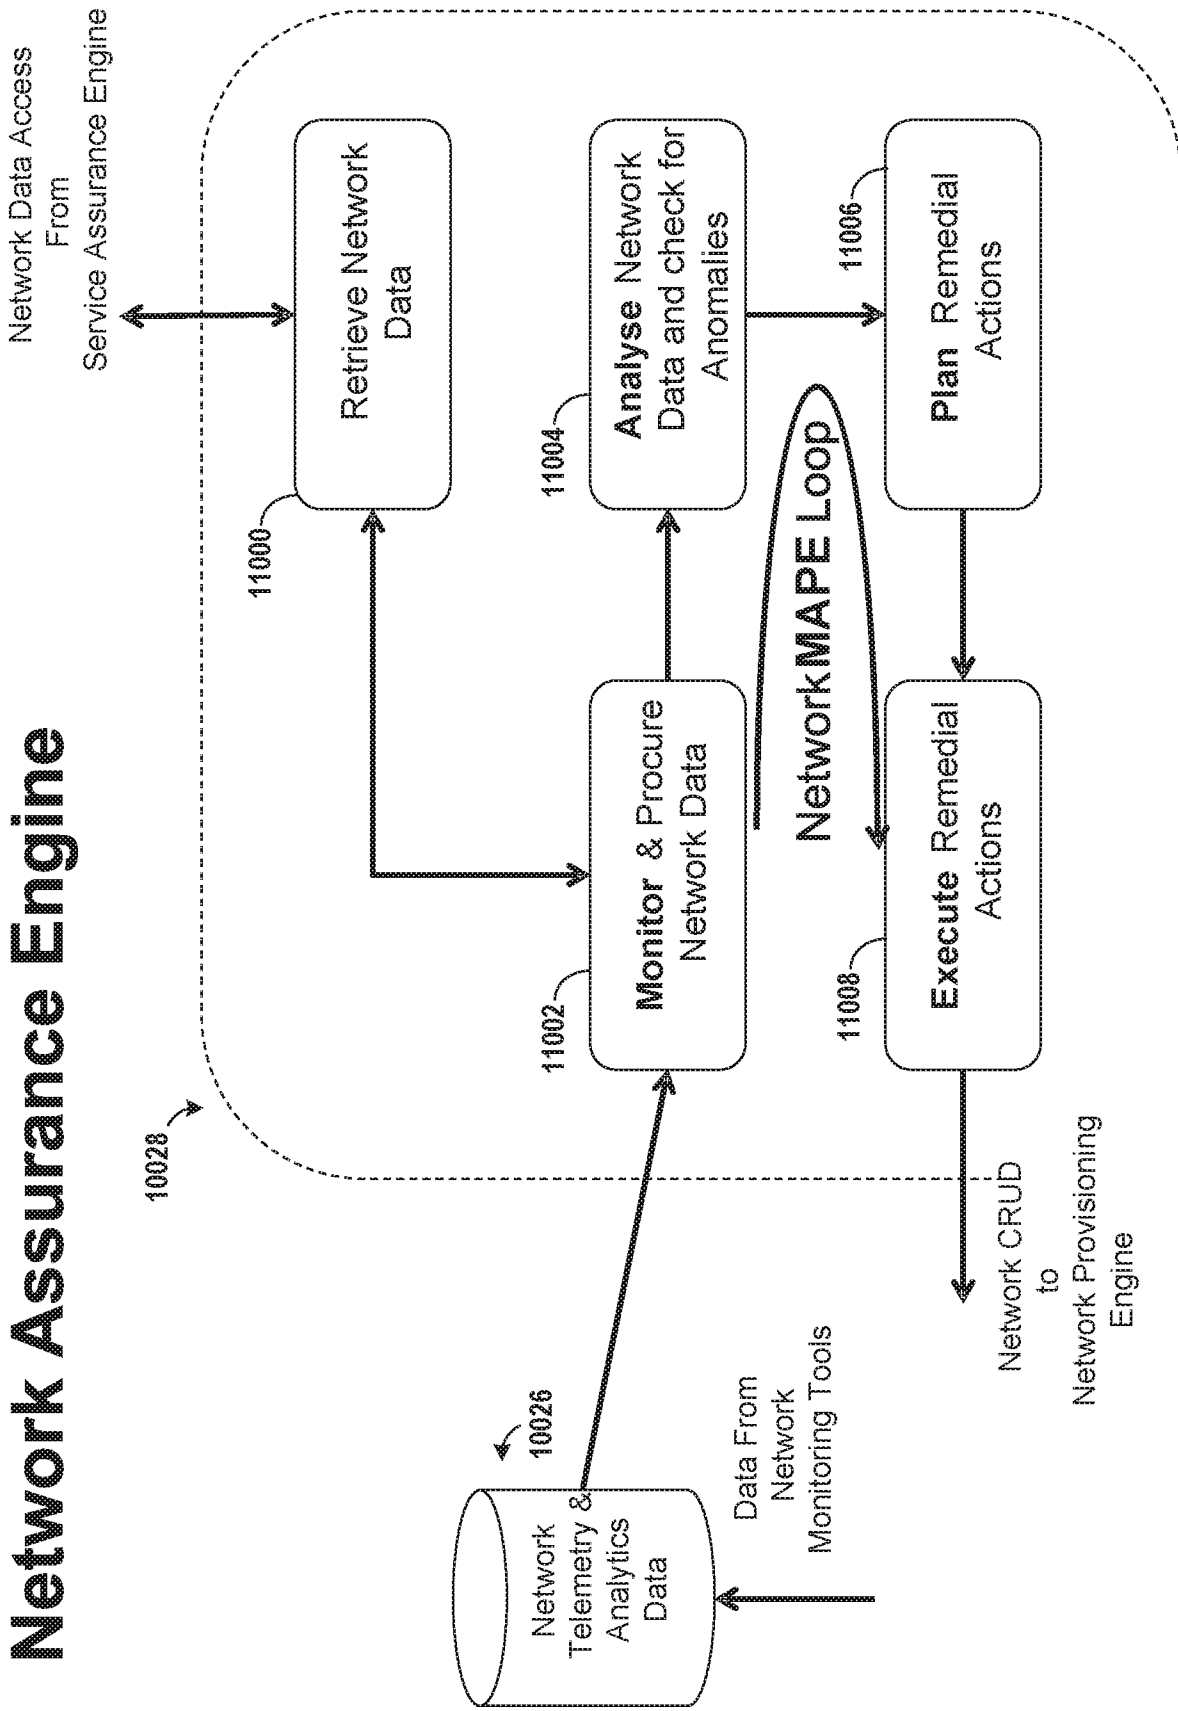 Network Assurance Engine
Network Data Access
From
Service Assurance Engine
10028
11000
Retrieve Network
Data
10026
Network
Telemetry &
Analytics
Data
11002
Monitor & Procure
Network Data
11004
Analyse Network
Data and check for
Anomalies
Data From
Network
Monitoring Tools
Network MAPE Loop
11008
Execute Remedial
Actions
11006
Plan Remedial
Actions
Network CRUD
to
Network Provisioning
Engine